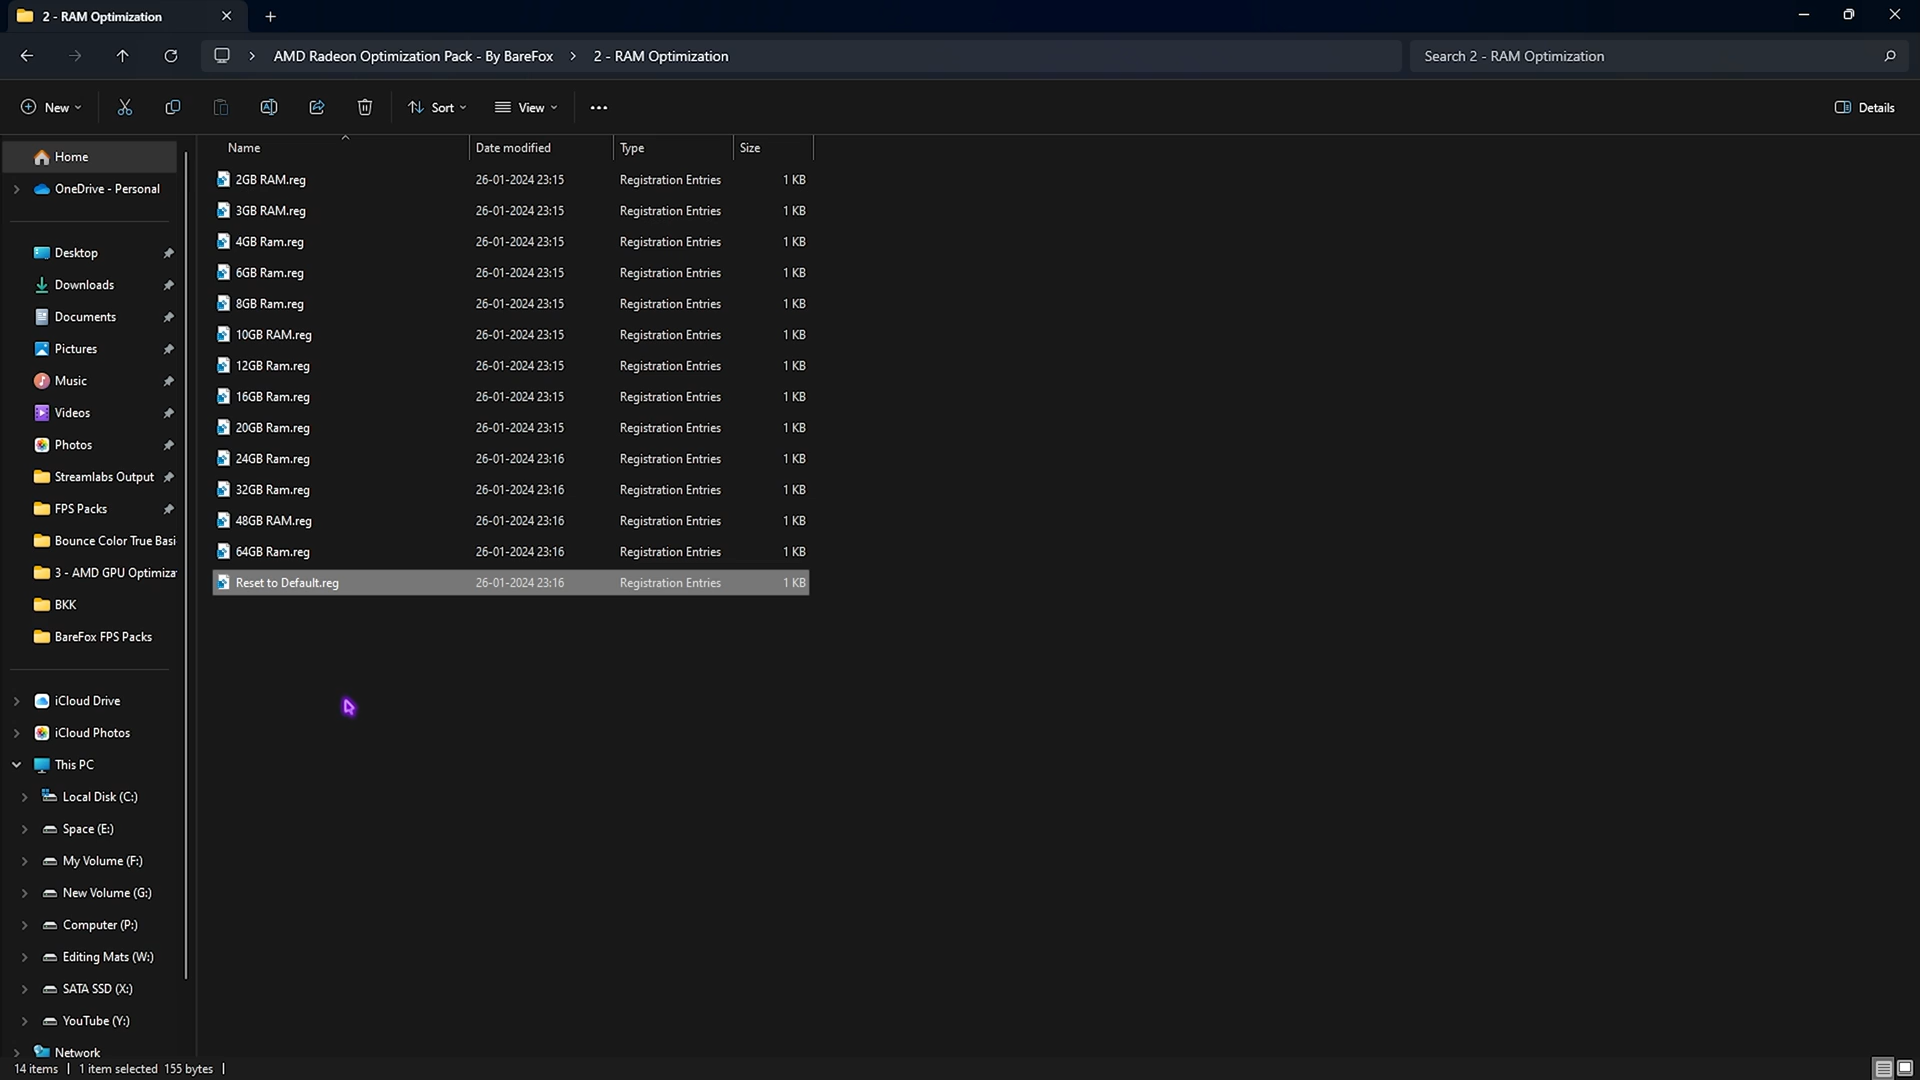 2 - RAM Optimization
AMD Radeon Optimization Pack - By BareFox > 2 - RAM Optimization
Search 2 - RAM Optimization
New
Sort
View
Details
Name Date modified Type Size
Home
OneDrive - Personal
Desktop
Downloads
Documents
Pictures
Music
Videos
Photos
Streamlabs Output
FPS Packs
Bounce Color True Basi
3 - AMD GPU Optimiza
BKK
BareFox FPS Packs
iCloud Drive
iCloud Photos
This PC
Local Disk (C:)
Space (E:)
My Volume (F:)
New Volume (G:)
Computer (P:)
Editing Mats (W:)
SATA SSD (X:)
YouTube (Y:)
Network
2GB RAM.reg 26-01-2024 23:15 Registration Entries 1 KB
3GB RAM.reg 26-01-2024 23:15 Registration Entries 1 KB
4GB Ram.reg 26-01-2024 23:15 Registration Entries 1 KB
6GB Ram.reg 26-01-2024 23:15 Registration Entries 1 KB
8GB Ram.reg 26-01-2024 23:15 Registration Entries 1 KB
10GB RAM.reg 26-01-2024 23:15 Registration Entries 1 KB
12GB Ram.reg 26-01-2024 23:15 Registration Entries 1 KB
16GB Ram.reg 26-01-2024 23:15 Registration Entries 1 KB
20GB Ram.reg 26-01-2024 23:15 Registration Entries 1 KB
24GB Ram.reg 26-01-2024 23:16 Registration Entries 1 KB
32GB Ram.reg 26-01-2024 23:16 Registration Entries 1 KB
48GB RAM.reg 26-01-2024 23:16 Registration Entries 1 KB
64GB Ram.reg 26-01-2024 23:16 Registration Entries 1 KB
Reset to Default.reg 26-01-2024 23:16 Registration Entries 1 KB
14 items | 1 item selected 155 bytes |